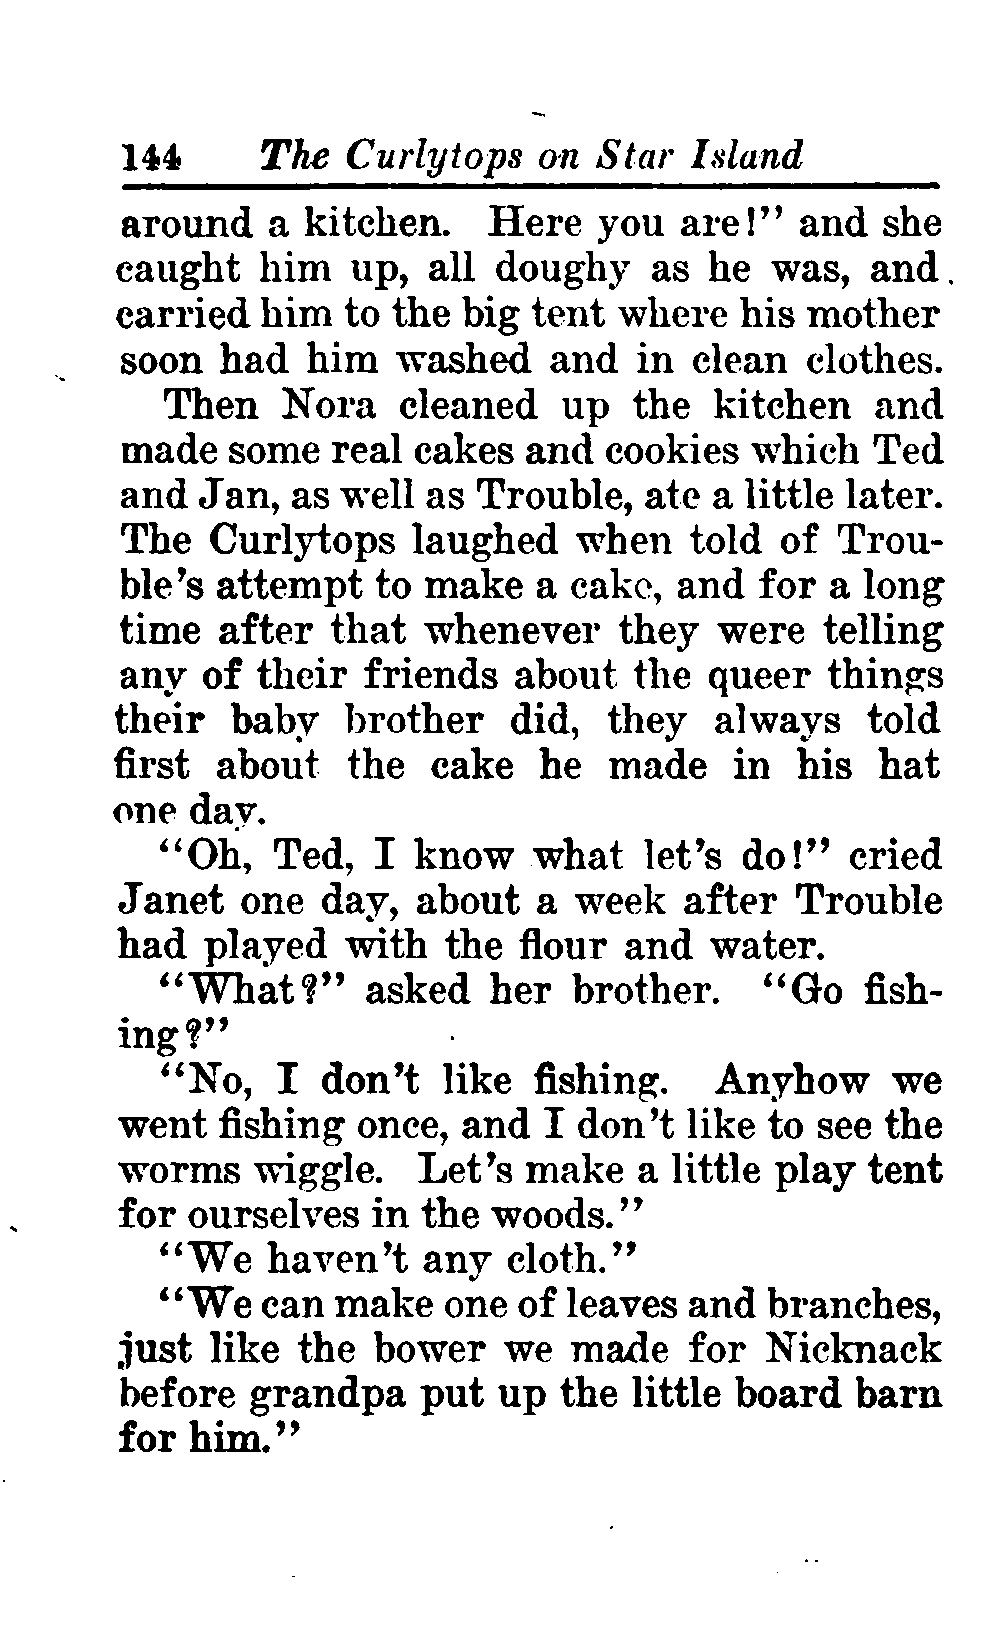 144 The Curlytops on Star Island
around a kitchen. Here you are!" and she
caught him up, all doughy as he was, and
carried him to the big tent where his mother
soon had him washed and in clean clothes.
Then Nora cleaned up the kitchen and
made some real cakes and cookies which Ted
and Jan, as well as Trouble, ate a little later.
The Curlytops laughed when told of Trou-
ble's attempt to make a cake, and for a long
time after that whenever they were telling
any of their friends about the queer things
their baby brother did, they always told
first about the cake he made in his hat
one day.
"Oh, Ted, I know what let's do!" cried
Janet one day, about a week after Trouble
had played with the flour and water.
"What?" asked her brother. "Go fish-
ing?"
"No, I don't like fishing. Anyhow we
went fishing once, and I don't like to see the
worms wiggle. Let's make a little play tent
for ourselves in the woods."
"We haven't any cloth."
"We can make one of leaves and branches,
just like the bower we made for Nicknack
before grandpa put up the little board barn
for him."